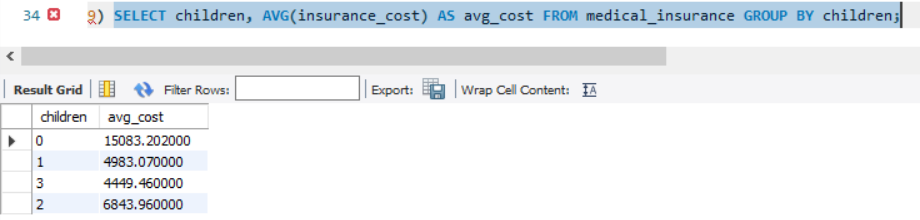 34 9) SELECT children, AVG(insurance_cost) AS avg_cost FROM medical_insurance GROUP BY children;
Result Grid Filter Rows: Export: Wrap Cell Content: IA
children avg_cost
0 15083.202000
1 4983.070000
3 4449.460000
2 6843.960000